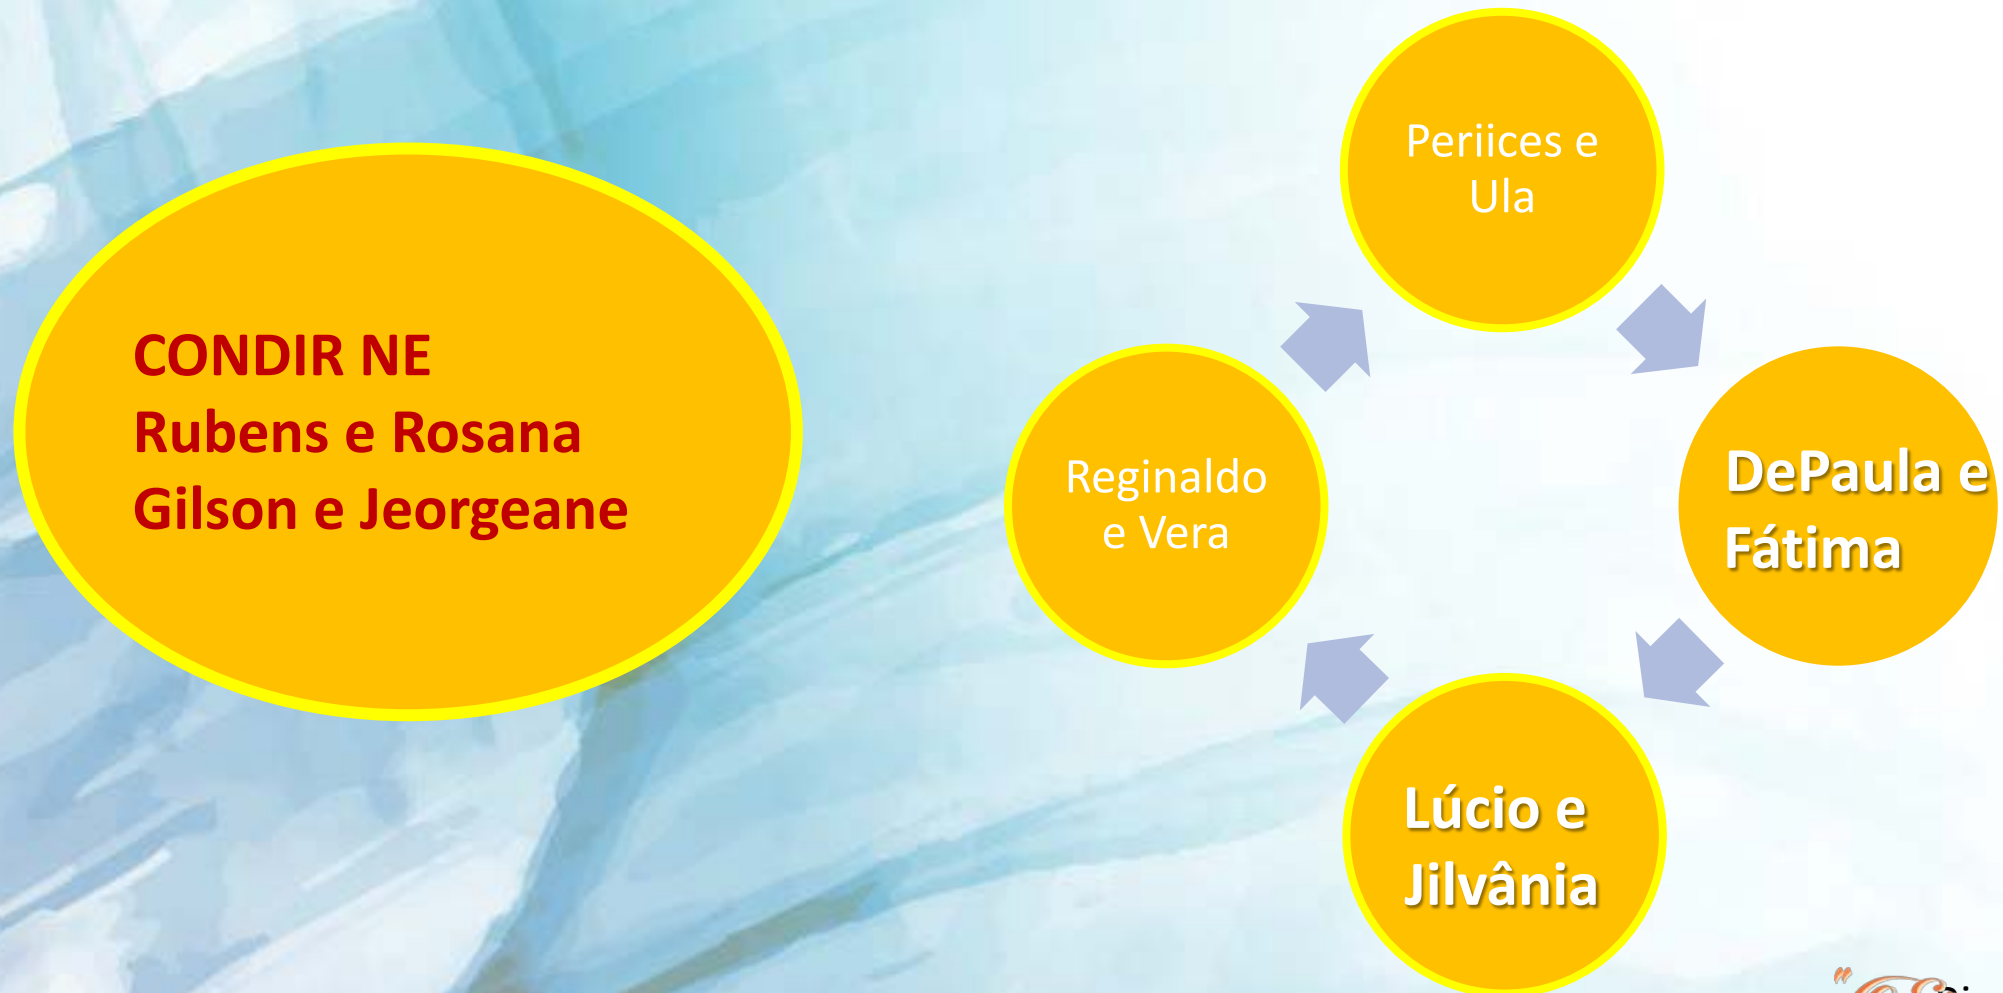 CONDIR NE
Rubens e Rosana
Gilson e Jeorgeane
Periices e
Ula
DePaula e
Fátima
Lúcio e
Jilvânia
Reginaldo
e Vera